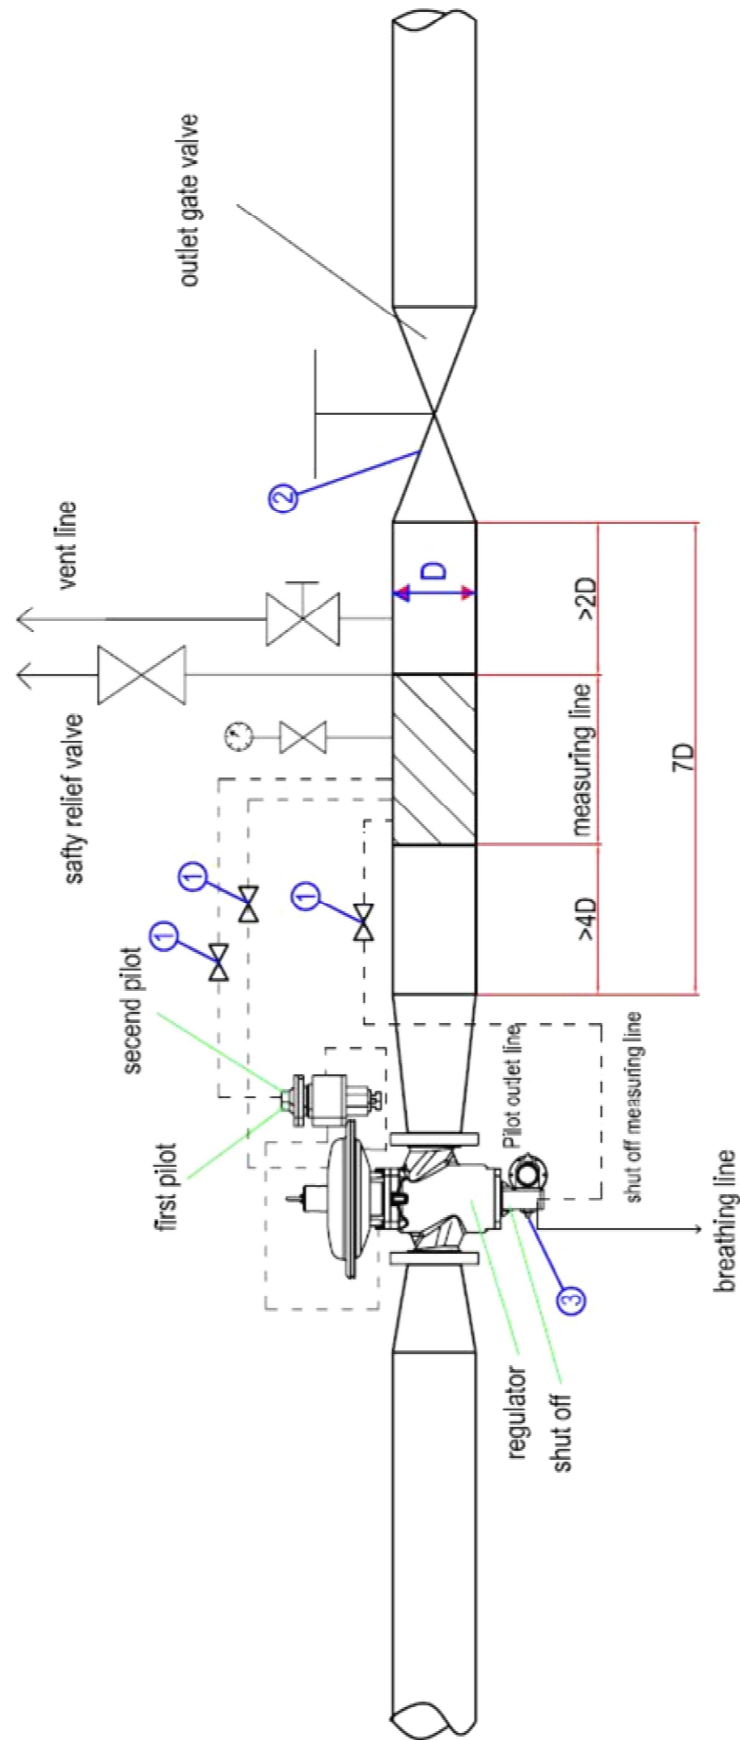 safty relief valve
vent line
outlet gate valve
first pilot
secend pilot
1
1
1
2
D
regulator
shut off
3
Pilot outlet line
shut off measuring line
breathing line
>4D
measuring line
>2D
7D